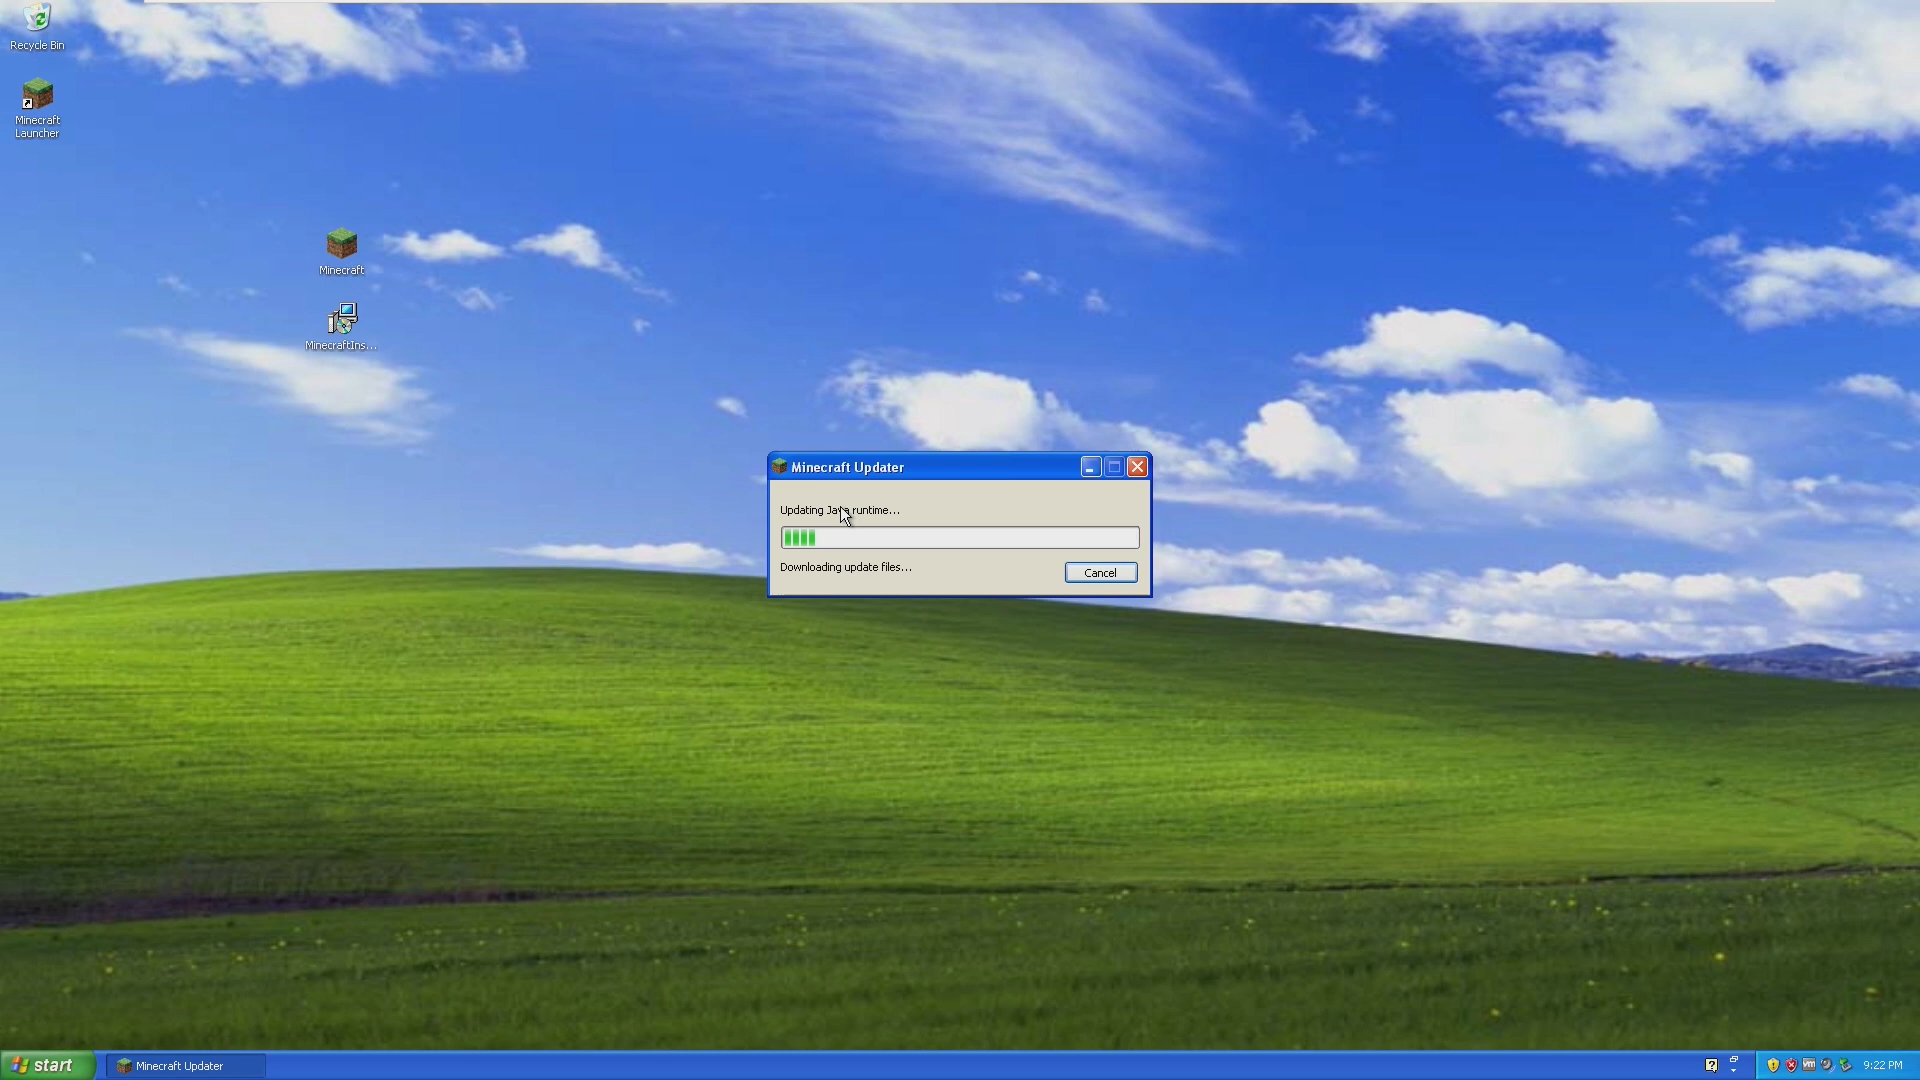 Recycle Bin
Minecraft
Launcher
Minecraft
MinecraftIns...
Minecraft Updater
Updating Java runtime...
Downloading update files...
Cancel
start
Minecraft Updater
vm
9:22 PM